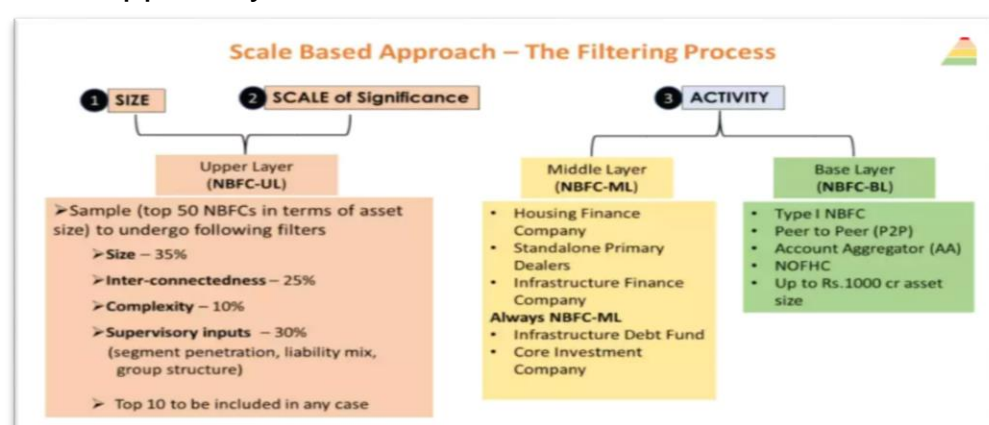 Scale Based Approach – The Filtering Process
1 SIZE
2 SCALE of Significance
3 ACTIVITY
Upper Layer
(NBFC-UL)
➢Sample (top 50 NBFCs in terms of asset
size) to undergo following filters
➢Size – 35%
➢Inter-connectedness – 25%
➢Complexity – 10%
➢Supervisory inputs – 30%
(segment penetration, liability mix,
group structure)
➢ Top 10 to be included in any case
Middle Layer
(NBFC-ML)
• Housing Finance
Company
• Standalone Primary
Dealers
• Infrastructure Finance
Company
Always NBFC-ML
• Infrastructure Debt Fund
• Core Investment
Company
Base Layer
(NBFC-BL)
• Type I NBFC
• Peer to Peer (P2P)
• Account Aggregator (AA)
• NOFHC
• Up to Rs.1000 cr asset
size